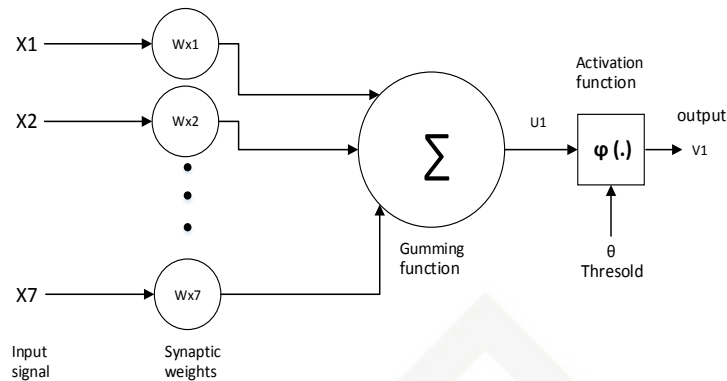 X1
Wx1
X2
Wx2
X7
Wx7
Input
signal
Synaptic
weights
Σ
Gumming
function
U1
Activation
function
φ (.)
output
V1
θ
Thresold